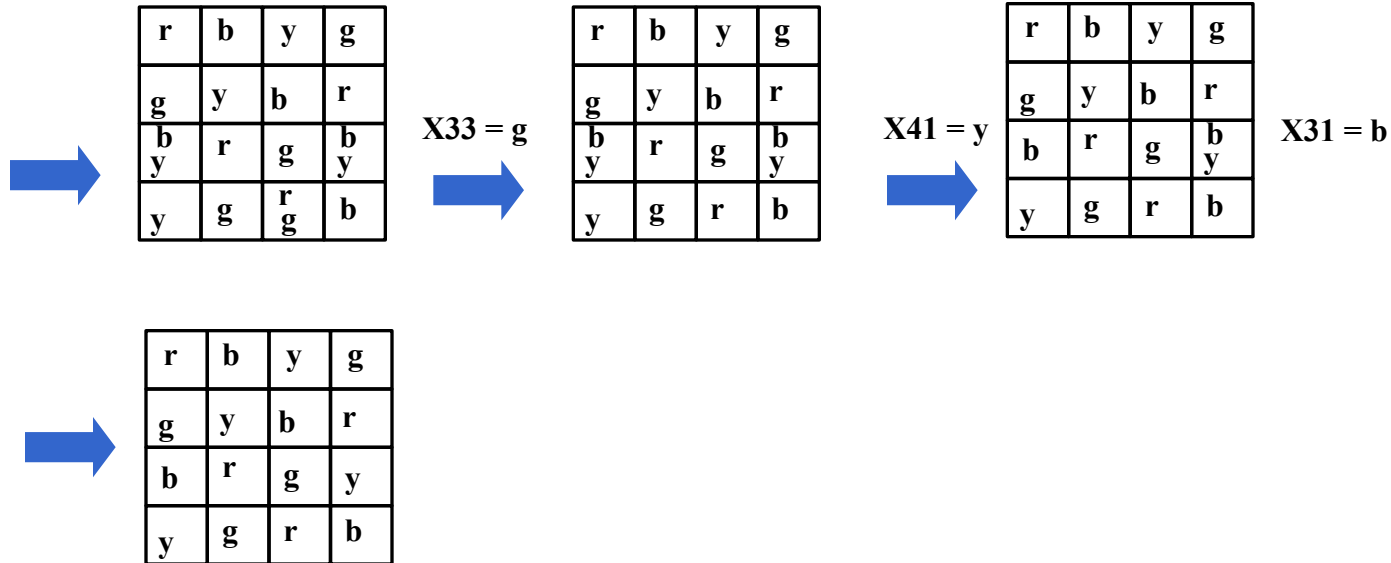 r b y g
g y b r
b b
y r g y
r
y g g b
X33 = g
r b y g
g y b r
b b
y r g y
y g r b
X41 = y
r b y g
g y b r
b r g b
y
y g r b
X31 = b
r b y g
g y b r
b r g y
y g r b